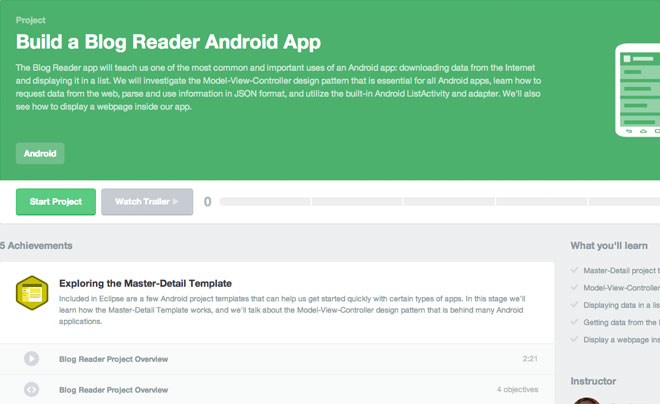 Project
Build a Blog Reader Android App
The Blog Reader app will teach us one of the most common and important uses of an Android app: downloading data from the Internet
and displaying it in a list. We will investigate the Model-View-Controller design pattern that is essential for all Android apps, learn how to
request data from the web, parse and use information in JSON format, and utilize the built-in Android ListActivity and adapter. We'll also
see how to display a webpage inside our app.
Android
Start Project
Watch Trailer
0
5 Achievements
Exploring the Master-Detail Template
Included in Eclipse are a few Android project templates that can help us get started quickly with certain types of apps. In this stage we'll
learn how the Master-Detail Template works, and we'll talk about the Model-View-Controller design pattern that is behind many Android
applications.
Blog Reader Project Overview
2:21
Blog Reader Project Overview
4 objectives
What you'll learn
Master-Detail project t
Model-View-Controller
Displaying data in a lis
Getting data from the I
Display a webpage ins
Instructor